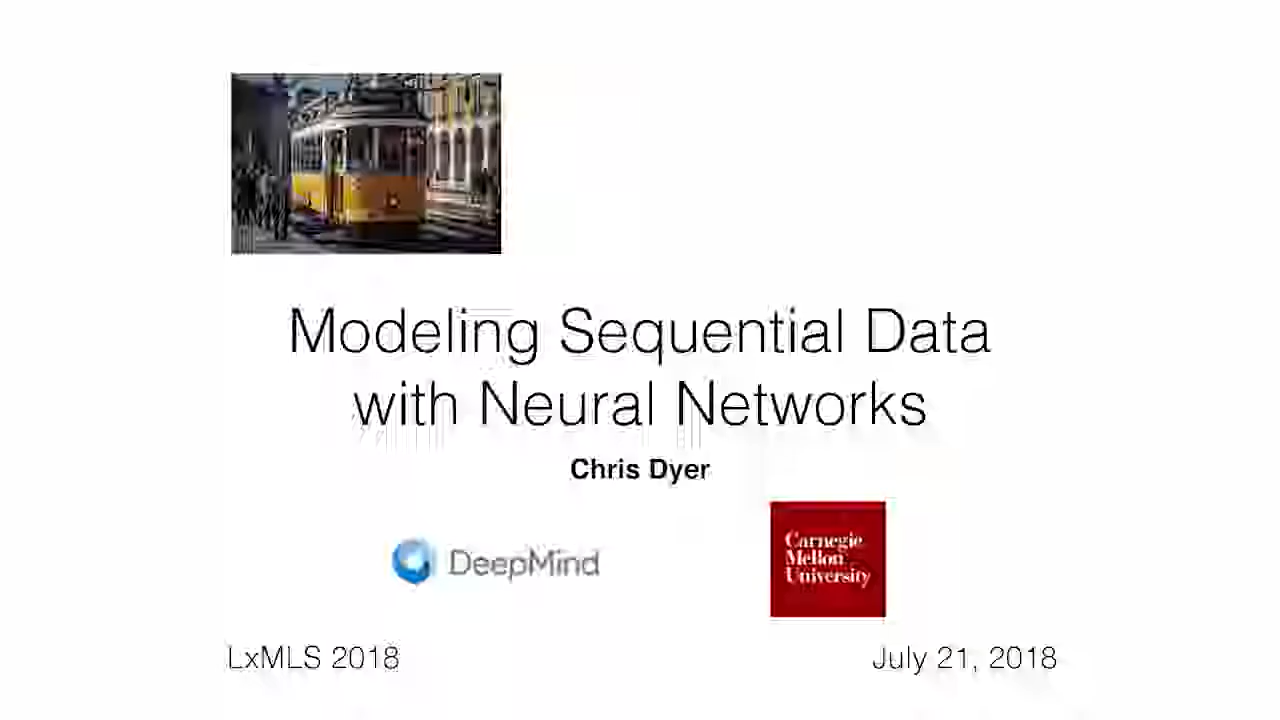 Modeling Sequential Data
with Neural Networks
Chris Dyer
DeepMind
Carnegie
Mellon
University
LxMLS 2018
July 21, 2018